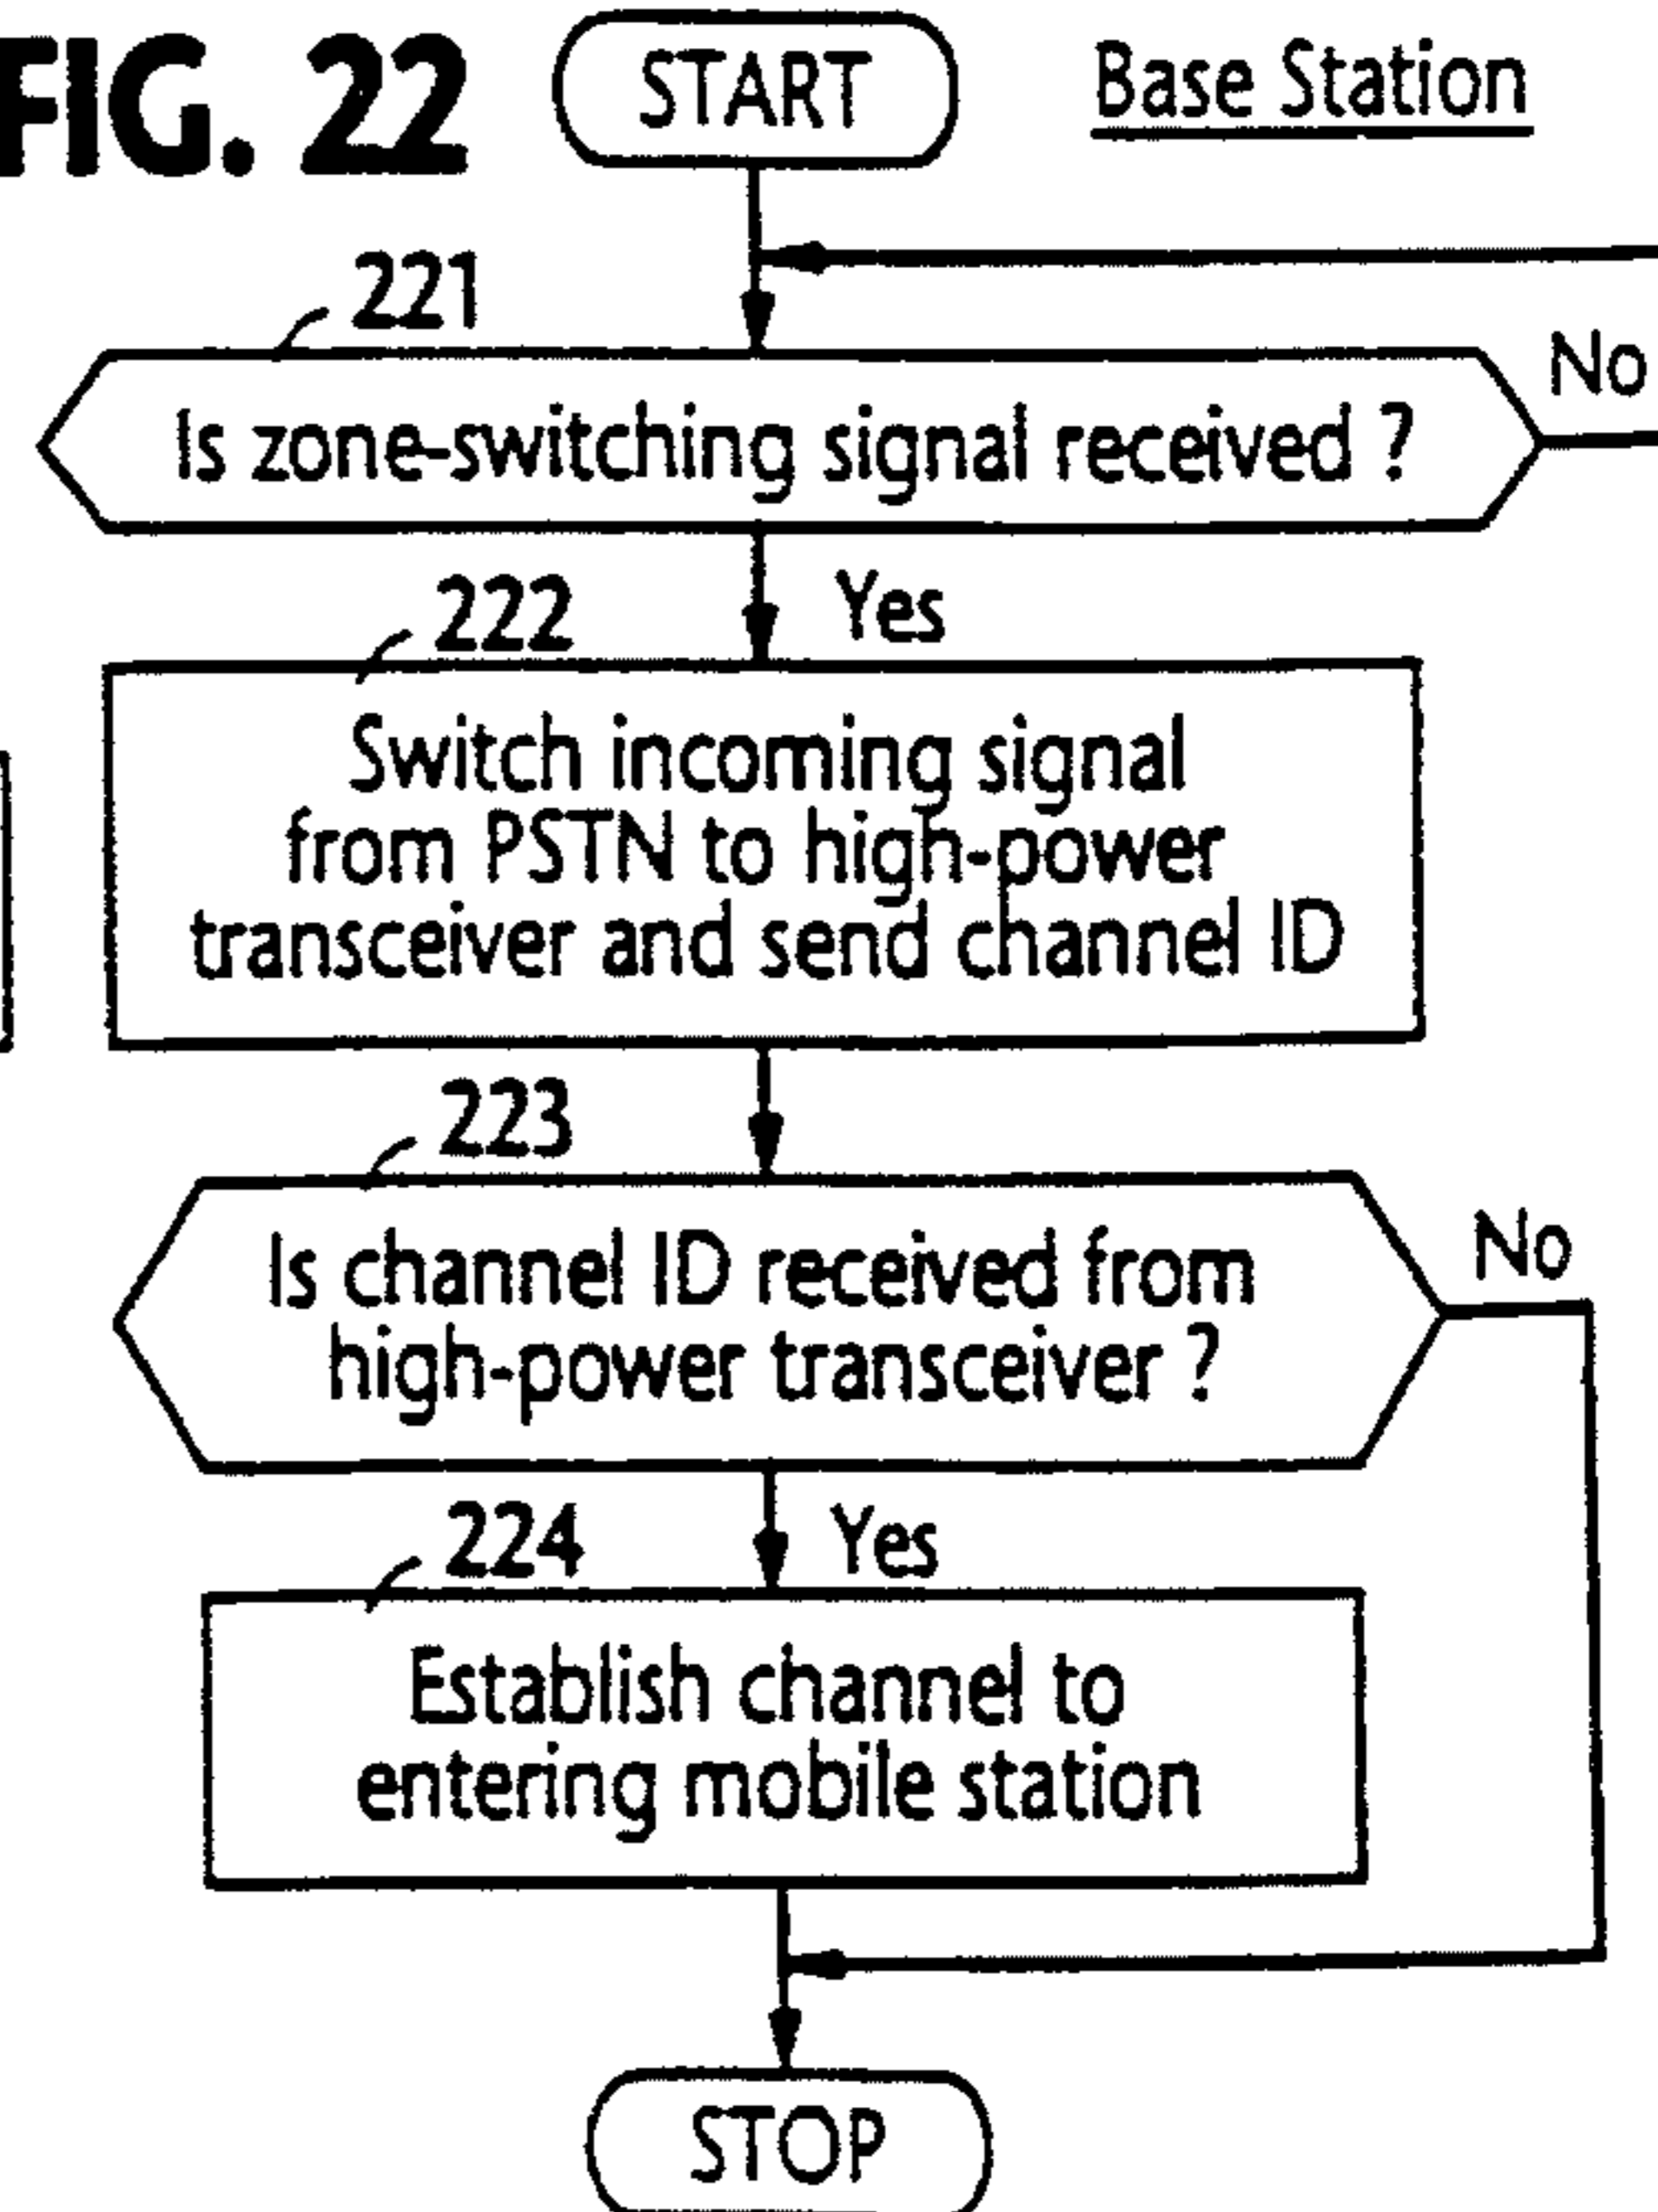 FIG. 22
START
Base Station
221
No
Is zone-switching signal received ?
222
Yes
Switch incoming signal
from PSTN to high-power
transceiver and send channel ID
223
No
Is channel ID received from
high-power transceiver ?
224
Yes
Establish channel to
entering mobile station
STOP